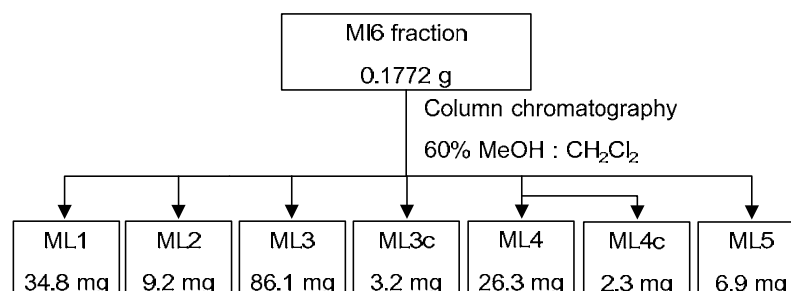 MI6 fraction
0.1772 g
Column chromatography
60% MeOH : CH₂Cl₂
ML1 ML2 ML3 ML3c ML4 ML4c ML5
34.8 mg 9.2 mg 86.1 mg 3.2 mg 26.3 mg 2.3 mg 6.9 mg